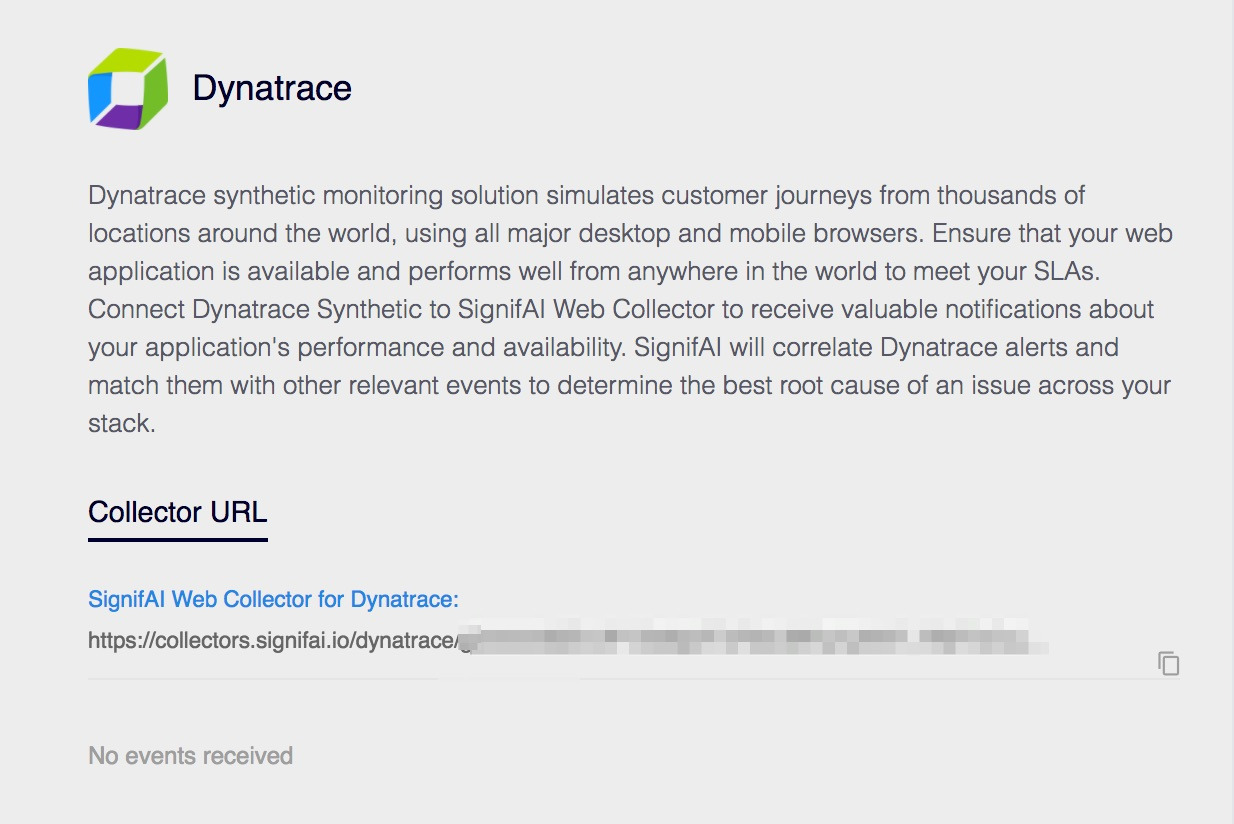 Dynatrace
Dynatrace synthetic monitoring solution simulates customer journeys from thousands of
locations around the world, using all major desktop and mobile browsers. Ensure that your web
application is available and performs well from anywhere in the world to meet your SLAs.
Connect Dynatrace Synthetic to SignifAI Web Collector to receive valuable notifications about
your application's performance and availability. SignifAI will correlate Dynatrace alerts and
match them with other relevant events to determine the best root cause of an issue across your
stack.
Collector URL
SignifAI Web Collector for Dynatrace:
https://collectors.signifai.io/dynatrace/
No events received